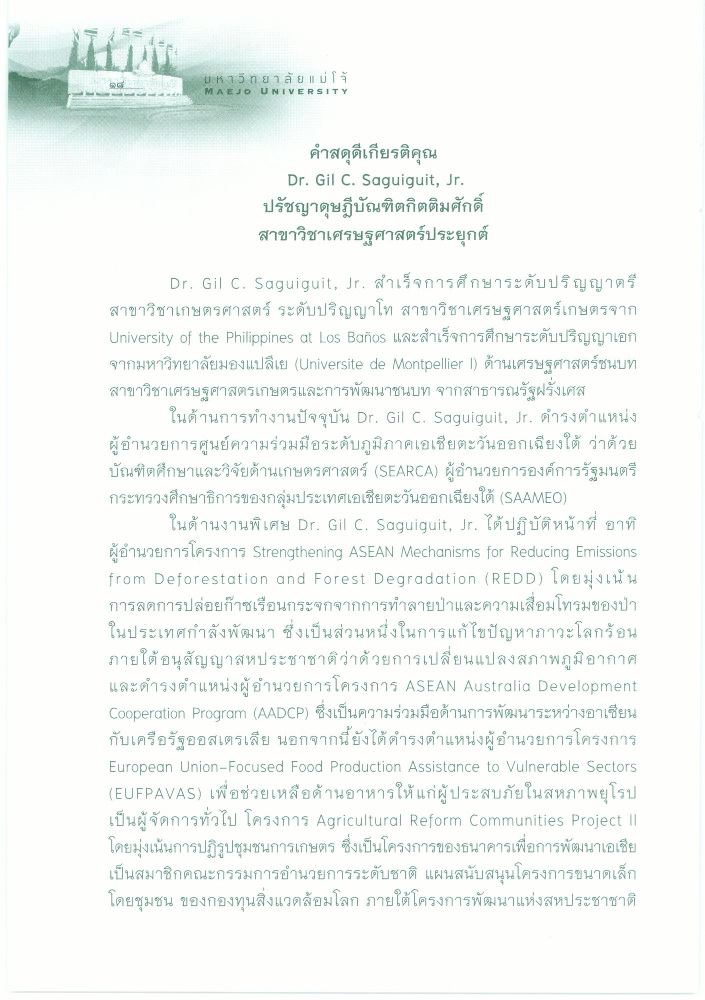 ๑๘
มหาวิทยาลัยแม่โจ้
MAEJO UNIVERSITY
คำสดุดีเกียรติคุณ
Dr. Gil C. Saguiguit, Jr.
ปรัชญาดุษฎีบัณฑิตกิตติมศักดิ์
สาขาวิชาเศรษฐศาสตร์ประยุกต์
Dr. Gil C. Saguiguit, Jr. สำเร็จการศึกษาระดับปริญญาตรี
สาขาวิชาเกษตรศาสตร์ ระดับปริญญาโท สาขาวิชาเศรษฐศาสตร์เกษตรจาก
University of the Philippines at Los Baños และสำเร็จการศึกษาระดับปริญญาเอก
จากมหาวิทยาลัยมองแปลีเย (Universite de Montpellier I) ด้านเศรษฐศาสตร์ชนบท
สาขาวิชาเศรษฐศาสตรเกษตรและการพัฒนาชนบท จากสาธารณรัฐฝรั่งเศส
ในด้านการทำงานปัจจุบัน Dr. Gil C. Saguiguit, Jr. ดำรงตำแหน่ง
ผู้อำนวยการศูนย์ความร่วมมือระดับภูมิภาคเอเชียตะวันออกเฉียงใต้ ว่าด้วย
บัณฑิตศึกษาและวิจัยด้านเกษตรศาสตร์ (SEARCA) ผู้อำนวยการองค์การรัฐมนตรี
กระทรวงศึกษาธิการของกลุ่มประเทศเอเชียตะวันออกเฉียงใต้ (SAAMEO)
ในด้านงานพิเศษ Dr. Gil C. Saguiguit, Jr. ได้ปฏิบัติหน้าที่ อาทิ
ผู้อำนวยการโครงการ Strengthening ASEAN Mechanisms for Reducing Emissions
from Deforestation and Forest Degradation (REDD) โดยมุ่งเน้น
การลดการปล่อยก๊าซเรือนกระจกจากการทำลายป่าและความเสื่อมโทรมของป่า
ในประเทศกำลังพัฒนา ซึ่งเป็นส่วนหนึ่งในการแก้ไขปัญหาภาวะโลกร้อน
ภายใต้อนุสัญญาสหประชาชาติว่าด้วยการเปลี่ยนแปลงสภาพภูมิอากาศ
และดำรงตำแหน่งผู้อำนวยการโครงการ ASEAN Australia Development
Cooperation Program (AADCP) ซึ่งเป็นความร่วมมือด้านการพัฒนาระหว่างอาเซียน
กับเครือรัฐออสเตรเลีย นอกจากนี้ยังได้ดำรงตำแหน่งผู้อำนวยการโครงการ
European Union-Focused Food Production Assistance to Vulnerable Sectors
(EUFPAVAS) เพื่อช่วยเหลือด้านอาหารให้แก่ผู้ประสบภัยในสหภาพยุโรป
เป็นผู้จัดการทั่วไป โครงการ Agricultural Reform Communities Project II
โดยมุ่งเน้นการปฏิรูปชุมชนการเกษตร ซึ่งเป็นโครงการของธนาคารเพื่อการพัฒนาเอเชีย
เป็นสมาชิกคณะกรรมการอำนวยการระดับชาติ แผนสนับสนุนโครงการขนาดเล็ก
โดยชุมชน ของกองทุนสิ่งแวดล้อมโลก ภายใต้โครงการพัฒนาแห่งสหประชาชาติ